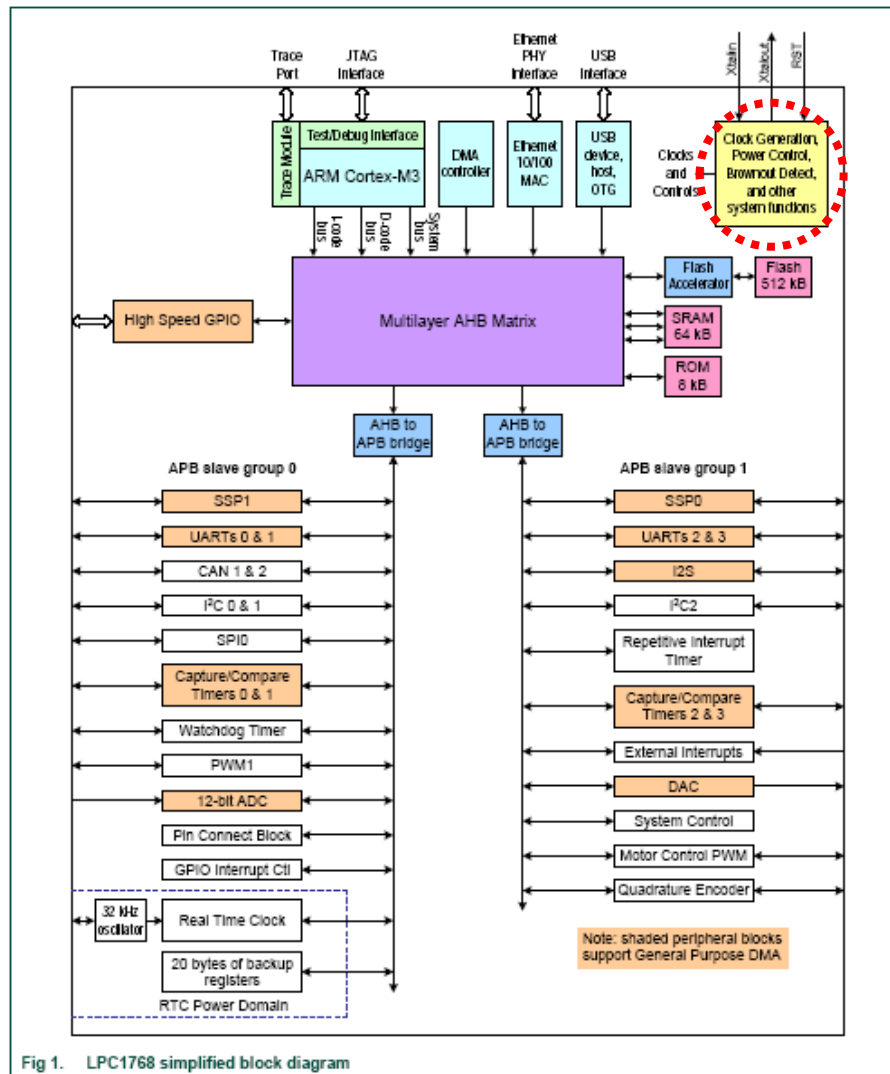 Trace
Port
JTAG
Interface
Ethernet
PHY
Interface
USB
Interface
Xtalin
Xtalout
RST
Trace Module
Test/Debug Interface
ARM Cortex-M3
DMA
controller
Ethernet
10/100
MAC
USB
device,
host,
OTG
Clocks
and
Controls
Clock Generation,
Power Control,
Brownout Detect,
and other
system functions
I-code
bus
D-code
bus
System
bus
High Speed GPIO
Multilayer AHB Matrix
Flash
Accelerator
Flash
512 kB
SRAM
64 kB
ROM
8 kB
AHB to
APB bridge
AHB to
APB bridge
APB slave group 0
SSP1
UARTs 0 & 1
CAN 1 & 2
I²C 0 & 1
SPI0
Capture/Compare
Timers 0 & 1
Watchdog Timer
PWM1
12-bit ADC
Pin Connect Block
GPIO Interrupt Ctl
32 kHz
oscillator
Real Time Clock
20 bytes of backup
registers
RTC Power Domain
APB slave group 1
SSP0
UARTs 2 & 3
I2S
I²C2
Repetitive Interrupt
Timer
Capture/Compare
Timers 2 & 3
External Interrupts
DAC
System Control
Motor Control PWM
Quadrature Encoder
Note: shaded peripheral blocks
support General Purpose DMA
Fig 1. LPC1768 simplified block diagram